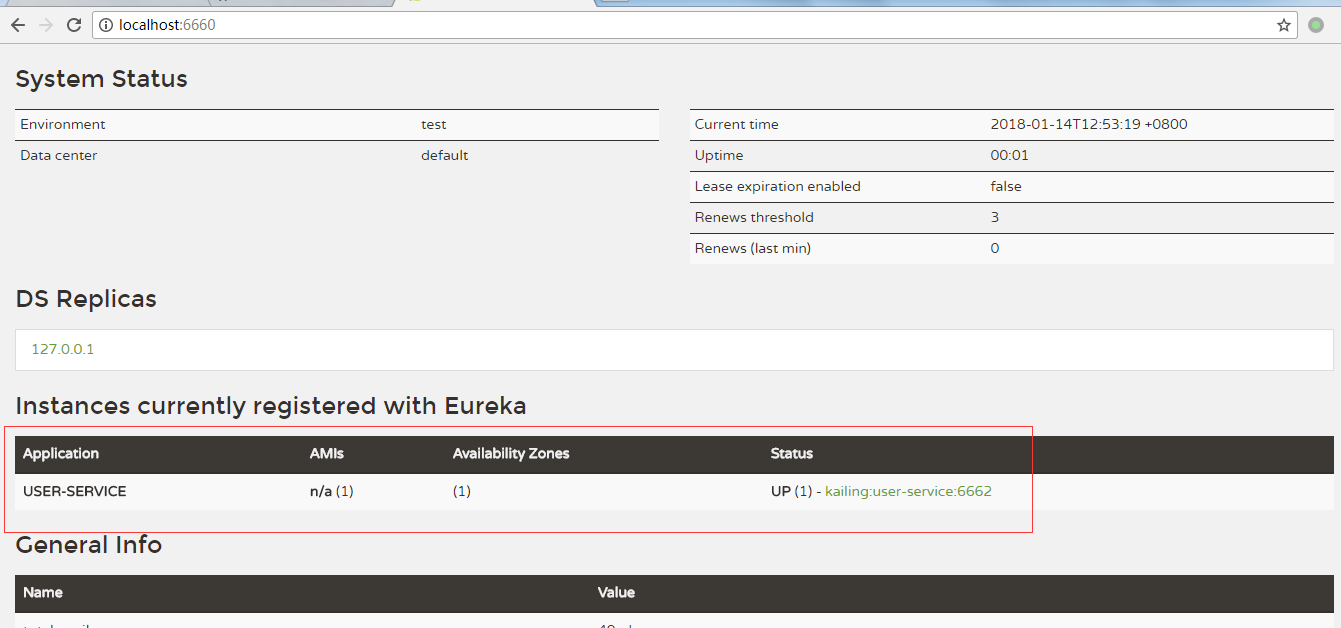 localhost:6660
System Status
Environment test
Data center default
Current time 2018-01-14T12:53:19 +0800
Uptime 00:01
Lease expiration enabled false
Renews threshold 3
Renews (last min) 0
DS Replicas
127.0.0.1
Instances currently registered with Eureka
Application AMIs Availability Zones Status
USER-SERVICE n/a (1) (1) UP (1) - kailing:user-service:6662
General Info
Name Value